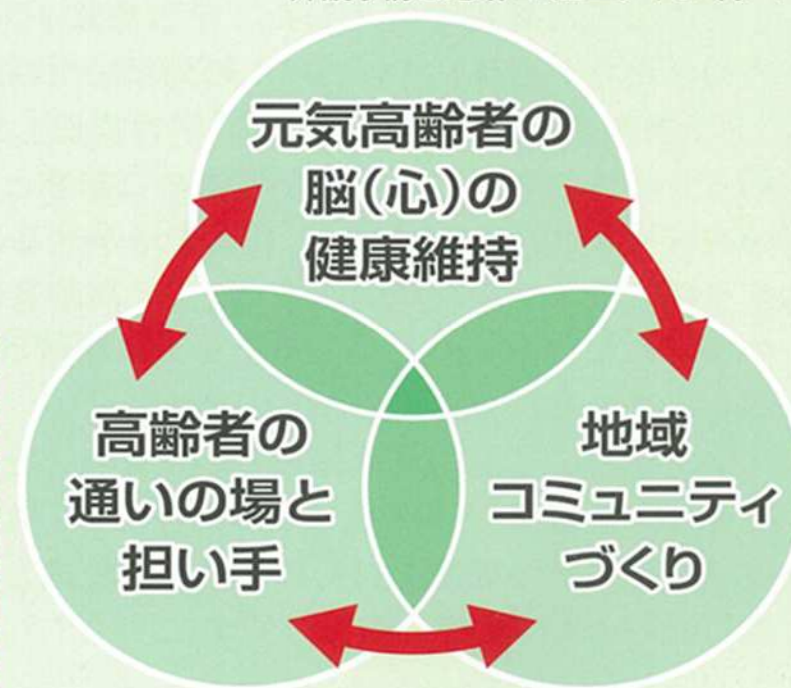 元気高齢者の
脳(心)の
健康維持
高齢者の
通いの場と
担い手
地域
コミュニティ
づくり